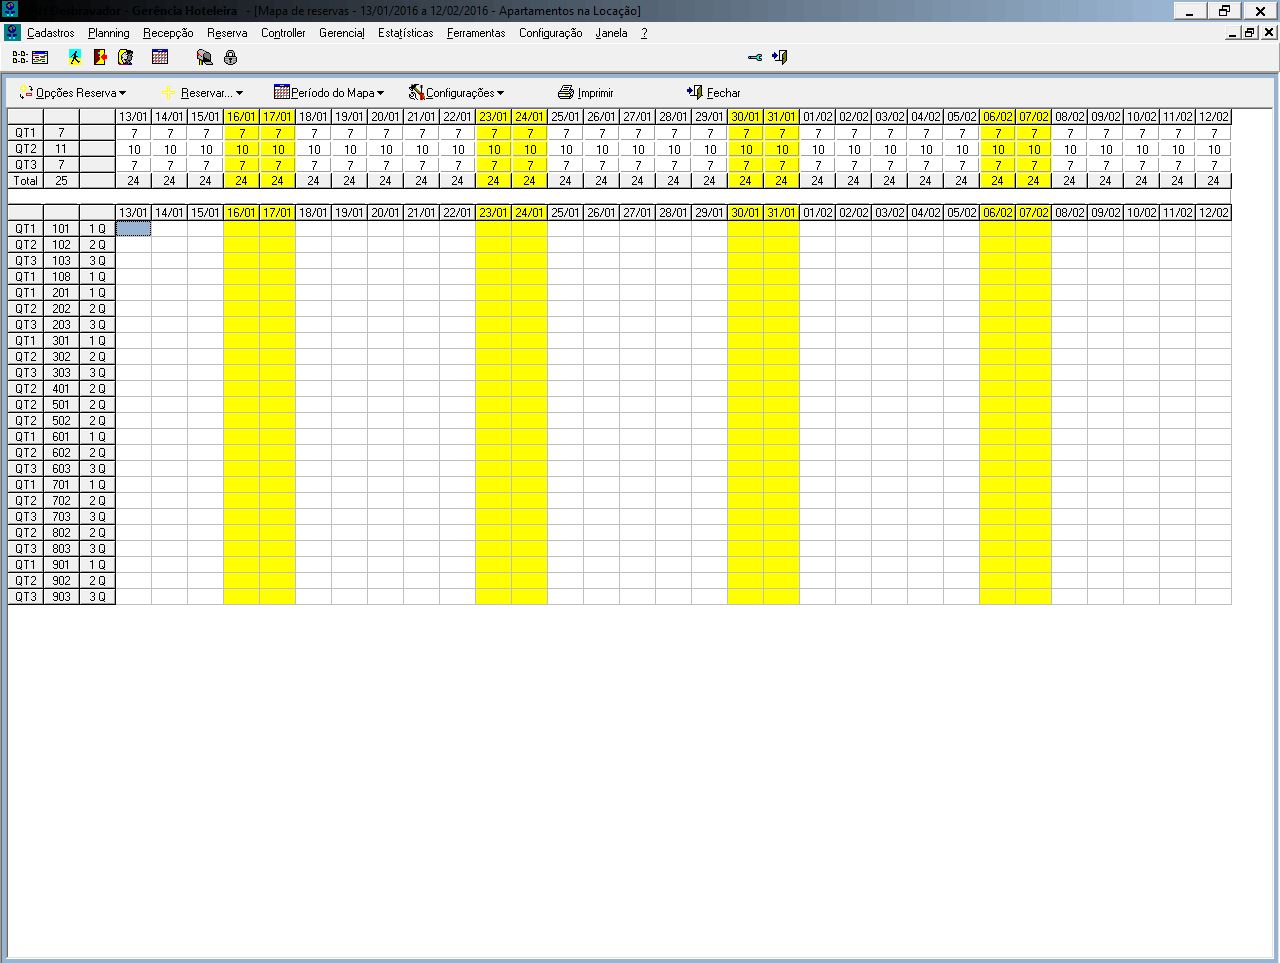 Desbravador - Gerência Hoteleira - [Mapa de reservas - 13/01/2016 a 12/02/2016 - Apartamentos na Locação]
Cadastros Planning Recepção Reserva Controller Gerencial Estatísticas Ferramentas Configuração Janela ?
Opções Reserva Reservar... Período do Mapa Configurações Imprimir Fechar
13/01 14/01 15/01 16/01 17/01 18/01 19/01 20/01 21/01 22/01 23/01 24/01 25/01 26/01 27/01 28/01 29/01 30/01 31/01 01/02 02/02 03/02 04/02 05/02 06/02 07/02 08/02 09/02 10/02 11/02 12/02
QT1 7 7 7 7 7 7 7 7 7 7 7 7 7 7 7 7 7 7 7 7 7 7 7 7 7 7 7 7 7 7 7 7
QT2 11 10 10 10 10 10 10 10 10 10 10 10 10 10 10 10 10 10 10 10 10 10 10 10 10 10 10 10 10 10 10 10
QT3 7 7 7 7 7 7 7 7 7 7 7 7 7 7 7 7 7 7 7 7 7 7 7 7 7 7 7 7 7 7 7 7
Total 25 24 24 24 24 24 24 24 24 24 24 24 24 24 24 24 24 24 24 24 24 24 24 24 24 24 24 24 24 24 24 24
13/01 14/01 15/01 16/01 17/01 18/01 19/01 20/01 21/01 22/01 23/01 24/01 25/01 26/01 27/01 28/01 29/01 30/01 31/01 01/02 02/02 03/02 04/02 05/02 06/02 07/02 08/02 09/02 10/02 11/02 12/02
QT1 101 1 Q
QT2 102 2 Q
QT3 103 3 Q
QT1 108 1 Q
QT1 201 1 Q
QT2 202 2 Q
QT3 203 3 Q
QT1 301 1 Q
QT2 302 2 Q
QT3 303 3 Q
QT2 401 2 Q
QT2 501 2 Q
QT2 502 2 Q
QT1 601 1 Q
QT2 602 2 Q
QT3 603 3 Q
QT1 701 1 Q
QT2 702 2 Q
QT3 703 3 Q
QT2 802 2 Q
QT3 803 3 Q
QT1 901 1 Q
QT2 902 2 Q
QT3 903 3 Q